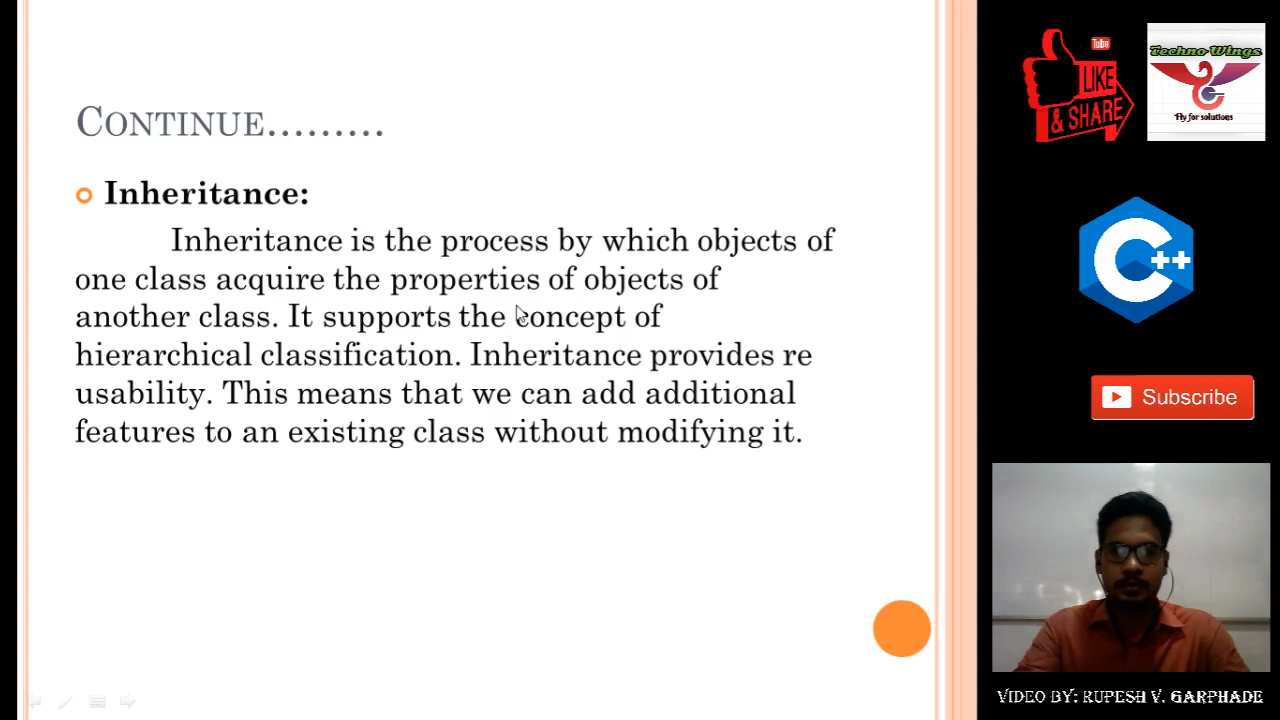 CONTINUE.........
Inheritance:
Inheritance is the process by which objects of
one class acquire the properties of objects of
another class. It supports the concept of
hierarchical classification. Inheritance provides re
usability. This means that we can add additional
features to an existing class without modifying it.
Tube
LIKE
& SHARE
Techno Wings
Fly for solutions
C++
Subscribe
VIDEO BY: RUPESH V. GARPHADE